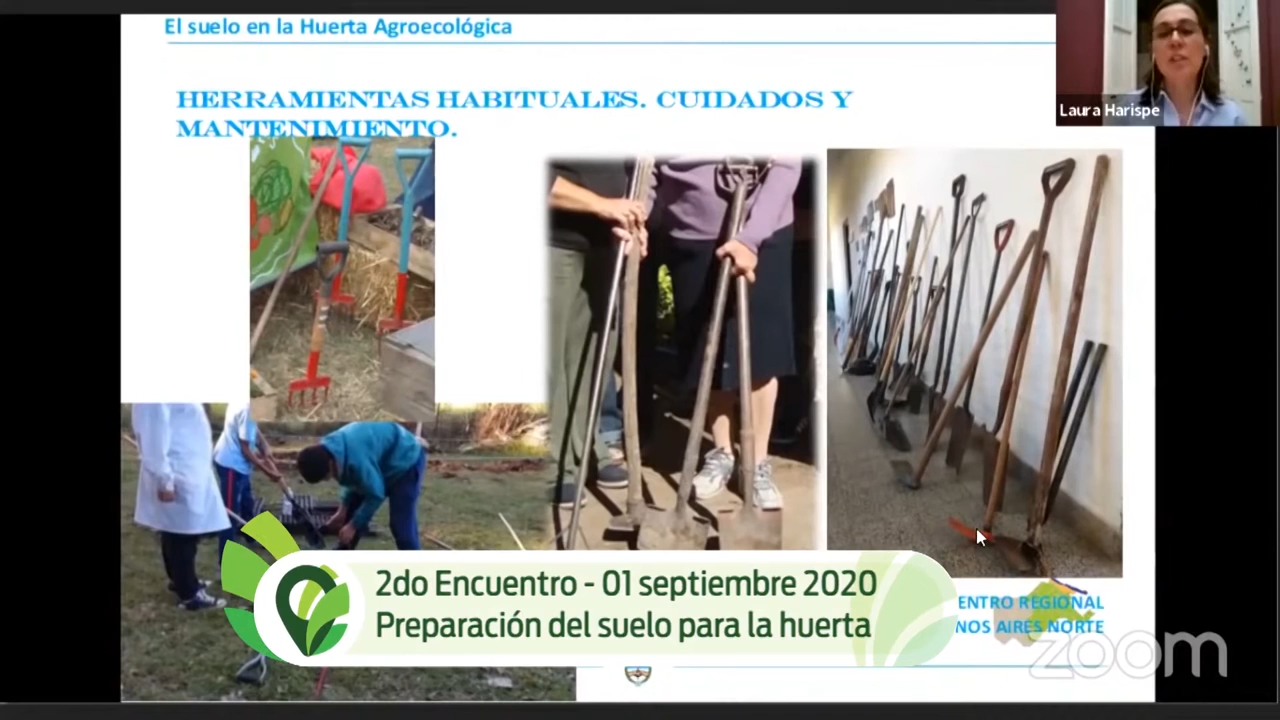 El suelo en la Huerta Agroecológica
HERRAMIENTAS HABITUALES. CUIDADOS Y
MANTENIMIENTO.
Laura Harispe
2do Encuentro - 01 septiembre 2020
Preparación del suelo para la huerta
ENTRO REGIONAL
NOS AIRES NORTE
zoom